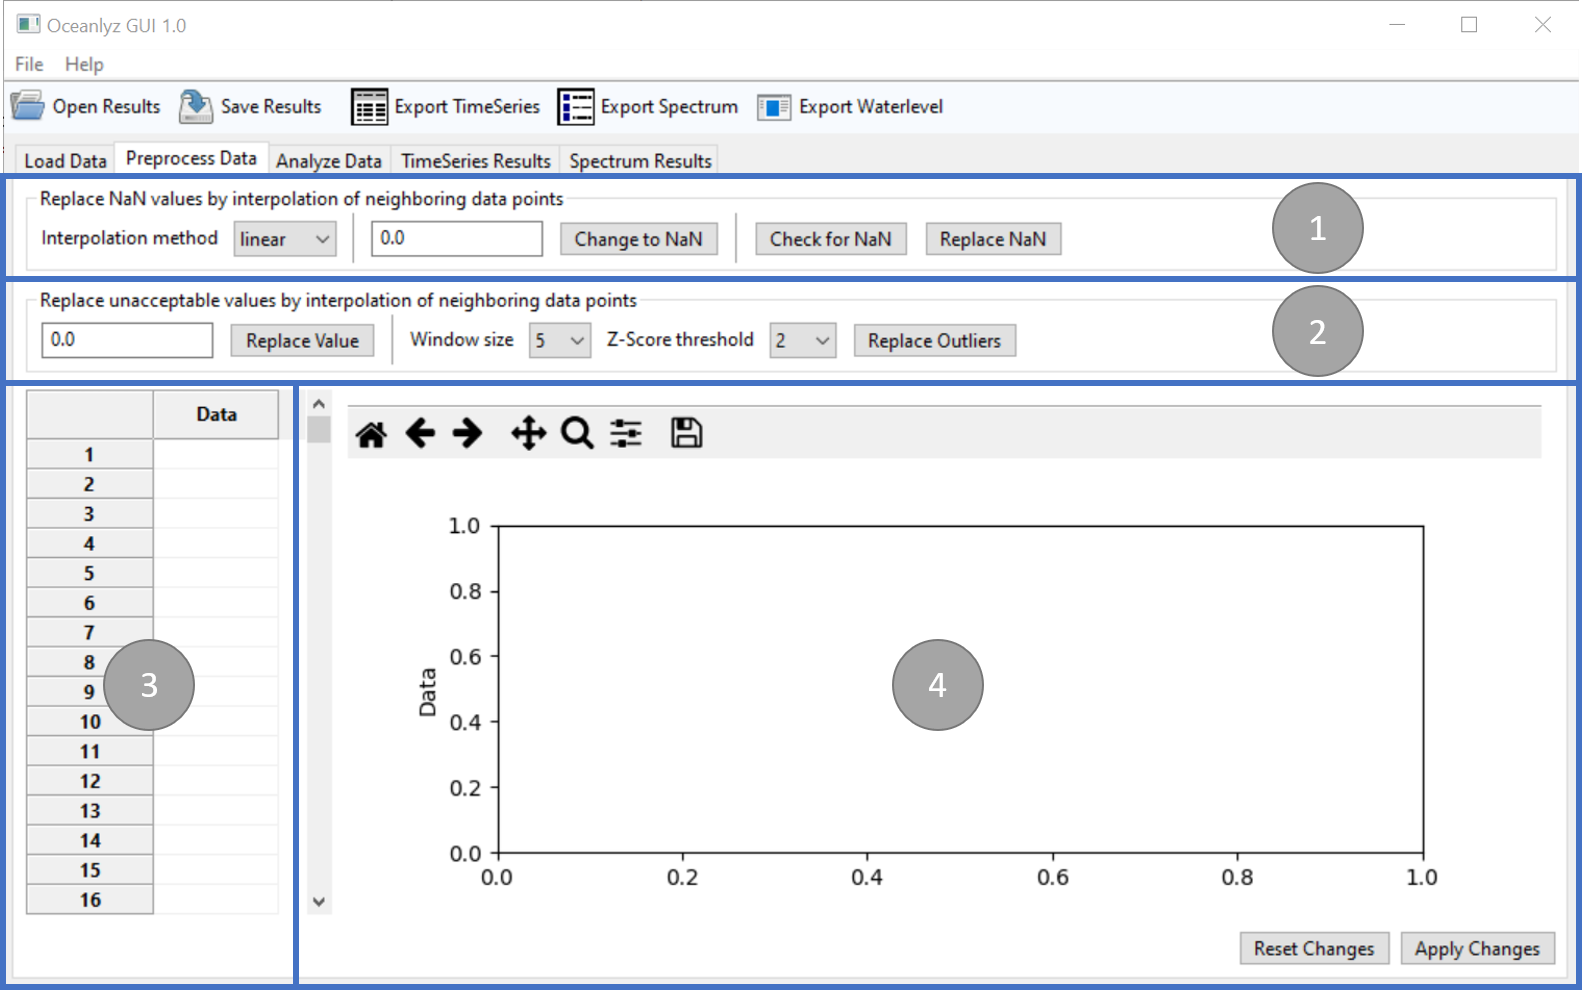 Oceanlyz GUI 1.0
File Help
Open Results Save Results Export TimeSeries Export Spectrum Export Waterlevel
Load Data Preprocess Data Analyze Data TimeSeries Results Spectrum Results
Replace NaN values by interpolation of neighboring data points
Interpolation method linear 0.0 Change to NaN Check for NaN Replace NaN
1
Replace unacceptable values by interpolation of neighboring data points
0.0 Replace Value Window size 5 Z-Score threshold 2 Replace Outliers
2
Data
1
2
3
4
5
6
7
8
9
10
11
12
13
14
15
16
3
1.0
0.8
0.6
0.4
0.2
0.0
Data
0.0 0.2 0.4 0.6 0.8 1.0
4
Reset Changes Apply Changes